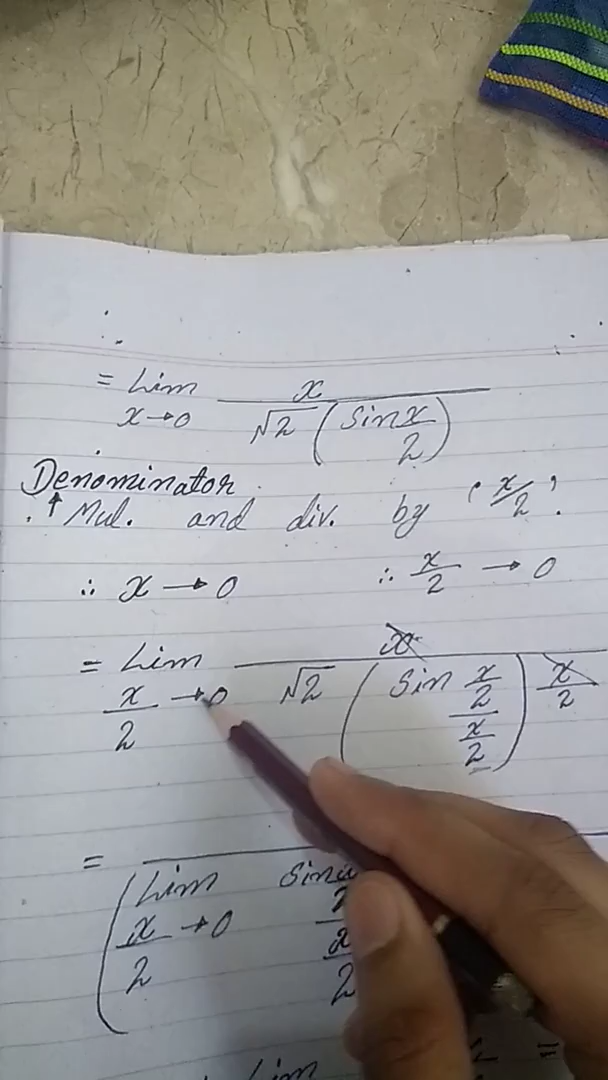 = Lim x
x → 0 √2 (Sin x/2)
Denominator
↑ Mul. and div. by ' x/2 '.
∴ x → 0 ∴ x/2 → 0
= Lim x
x/2 → 0 √2 (Sin x/2 / x/2) x/2
=
(Lim
x/2 → 0
Lim =